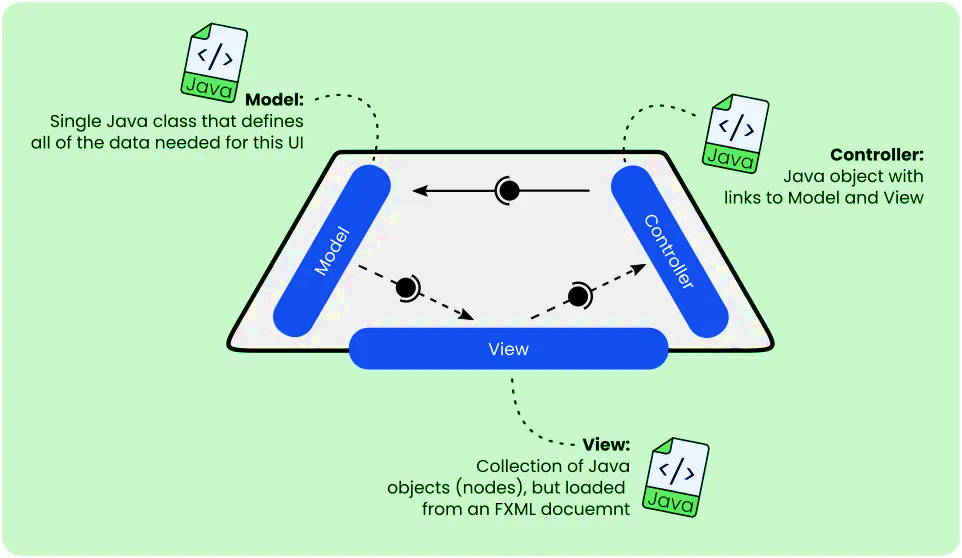 Java
Model:
Single Java class that defines
all of the data needed for this UI
Java
Controller:
Java object with
links to Model and View
Model
Controller
View
View:
Collection of Java
objects (nodes), but loaded
from an FXML docuemnt
Java